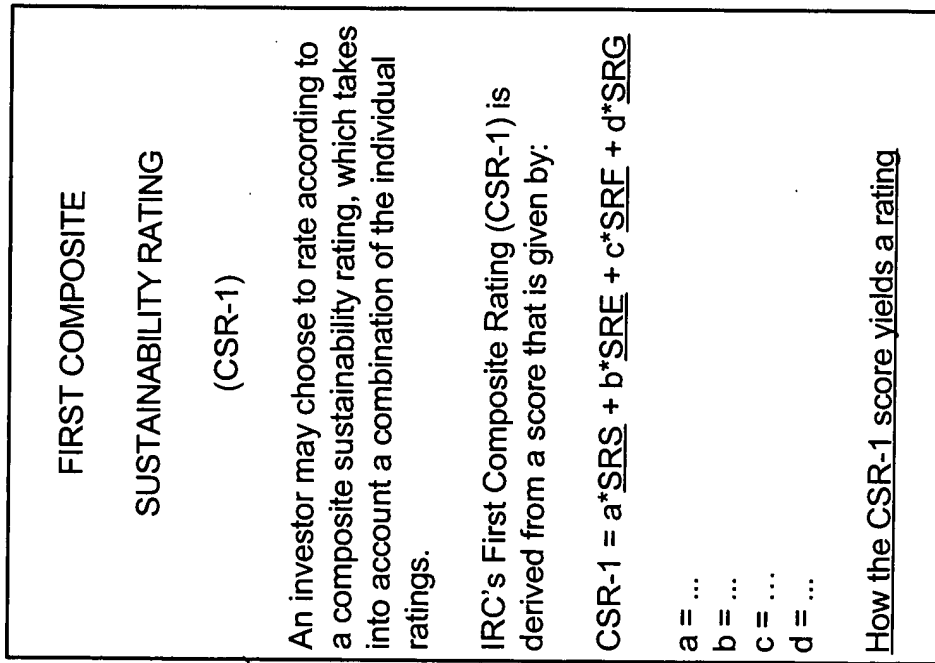 FIRST COMPOSITE
SUSTAINABILITY RATING
(CSR-1)
An investor may choose to rate according to
a composite sustainability rating, which takes
into account a combination of the individual
ratings.
IRC's First Composite Rating (CSR-1) is
derived from a score that is given by:
CSR-1 = a*SRS + b*SRE + c*SRF + d*SRG
a = ...
b = ...
c = ...
d = ...
How the CSR-1 score yields a rating